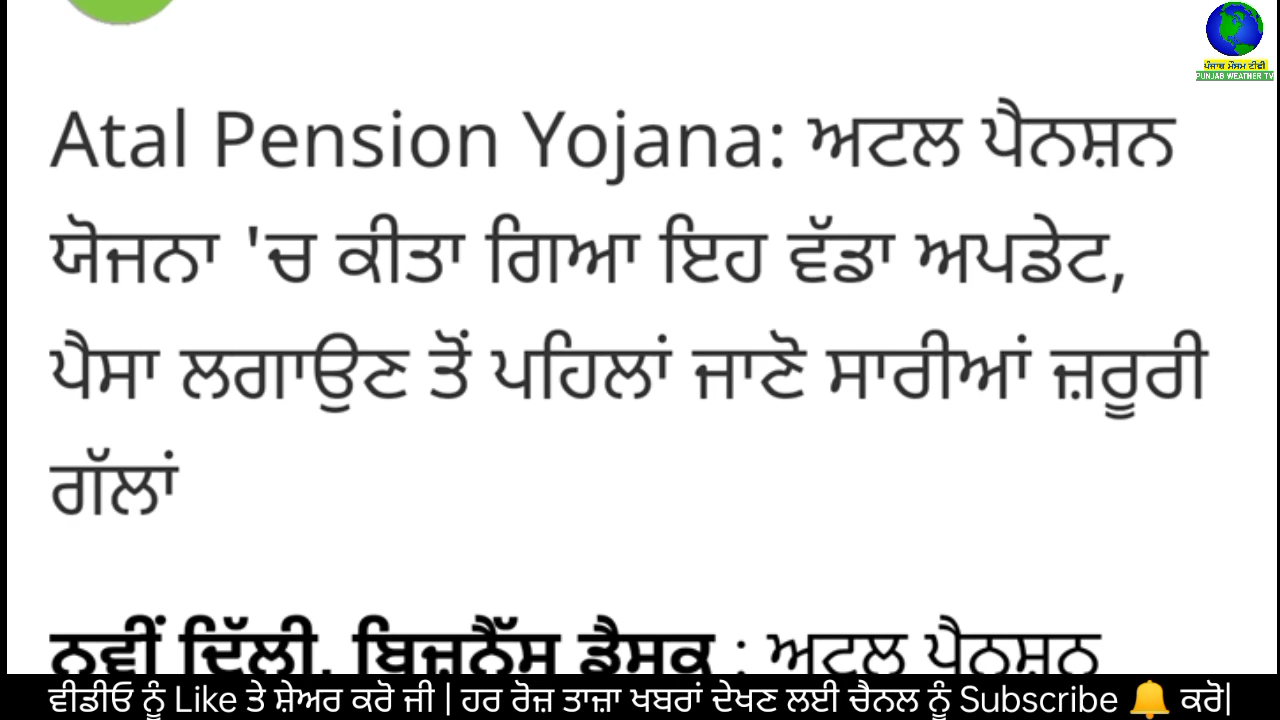 ਪੰਜਾਬ ਮੌਸਮ ਟੀਵੀ
PUNJAB WEATHER TV
Atal Pension Yojana: ਅਟਲ ਪੈਨਸ਼ਨ
ਯੋਜਨਾ 'ਚ ਕੀਤਾ ਗਿਆ ਇਹ ਵੱਡਾ ਅਪਡੇਟ,
ਪੈਸਾ ਲਗਾਉਣ ਤੋਂ ਪਹਿਲਾਂ ਜਾਣੋ ਸਾਰੀਆਂ ਜ਼ਰੂਰੀ
ਗੱਲਾਂ
ਨਵੀਂ ਦਿੱਲੀ, ਬਿਜ਼ਨੈੱਸ ਡੈਸਕ : ਅਟਲ ਪੈਨਸ਼ਨ
ਵੀਡੀਓ ਨੂੰ Like ਤੇ ਸ਼ੇਅਰ ਕਰੋ ਜੀ | ਹਰ ਰੋਜ਼ ਤਾਜ਼ਾ ਖਬਰਾਂ ਦੇਖਣ ਲਈ ਚੈਨਲ ਨੂੰ Subscribe 🔔 ਕਰੋ|